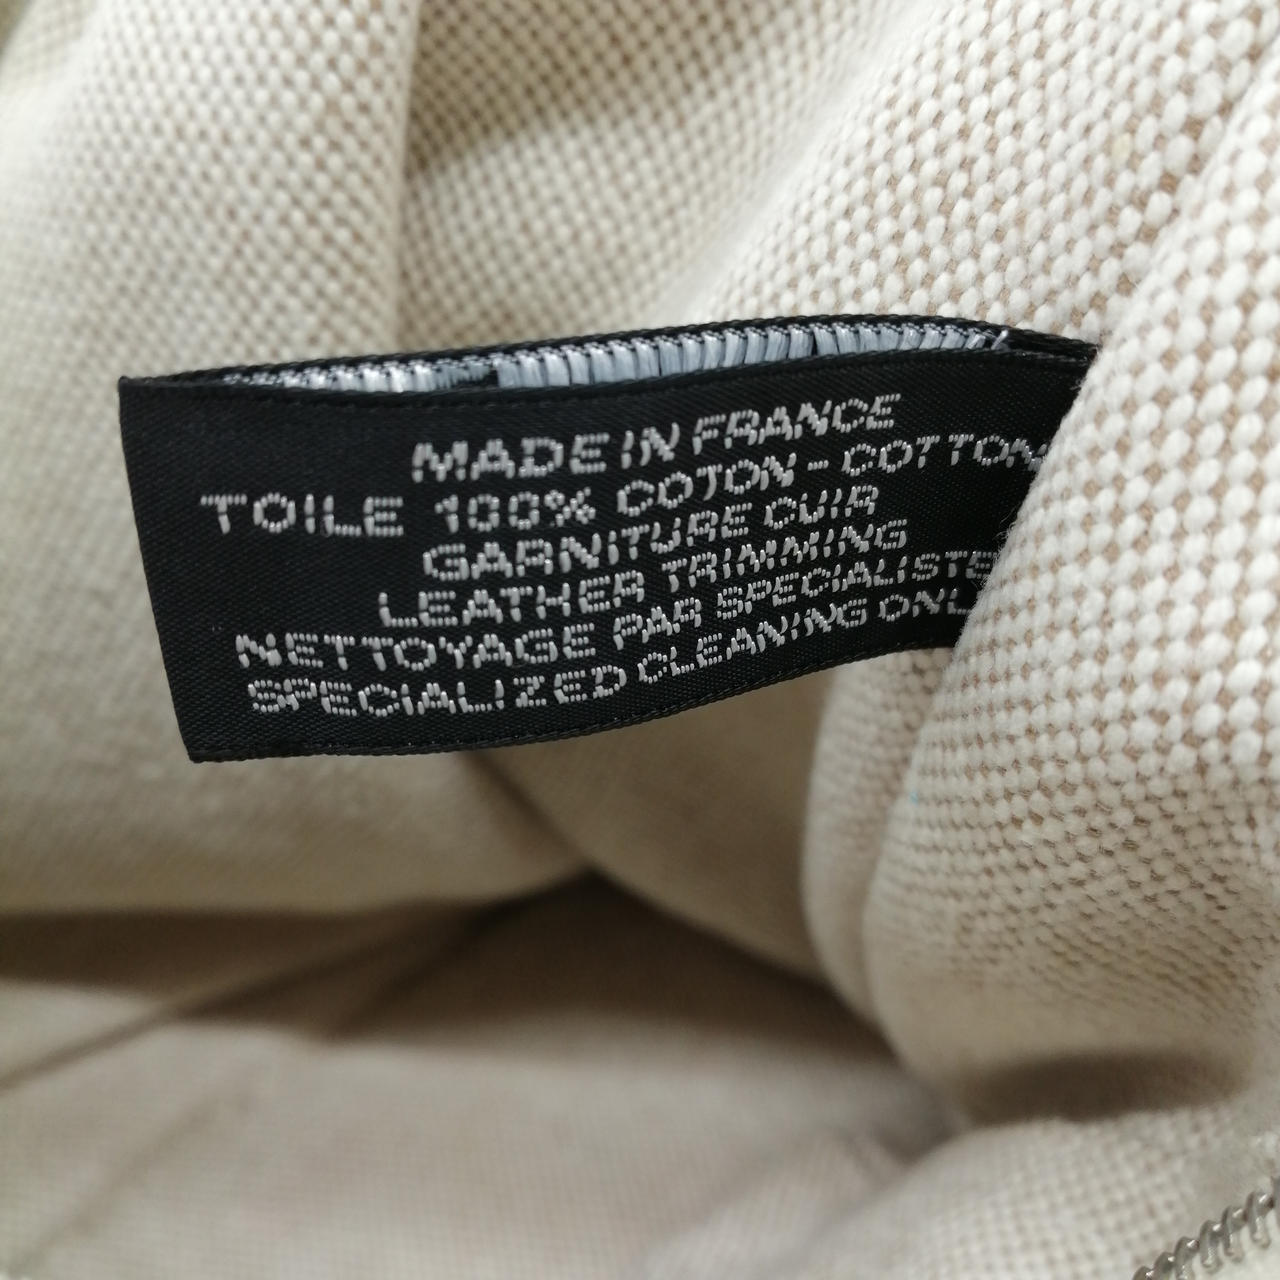 MADE IN FRANCE
TOILE 100% COTON - COTTON
GARNITURE CUIR
LEATHER TRIMMING
NETTOYAGE PAR SPECIALISTE
SPECIALIZED CLEANING ONLY